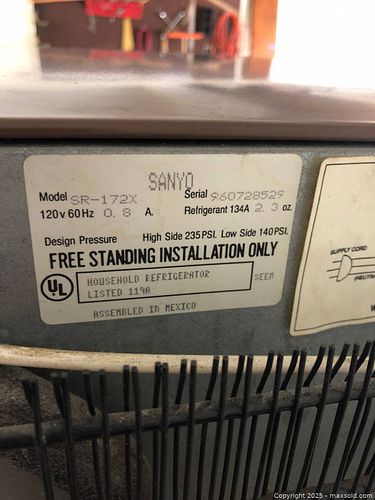 SANYO
Model SR-172X Serial 960728529
120v 60Hz 0.8 A. Refrigerant 134A 2.3 oz.
Design Pressure High Side 235PSI. Low Side 140PSI.
FREE STANDING INSTALLATION ONLY
UL HOUSEHOLD REFRIGERATOR SEEM
LISTED 119A
ASSEMBLED IN MEXICO
SUPPLY CORD
Copyright 2025 - maxsold.com